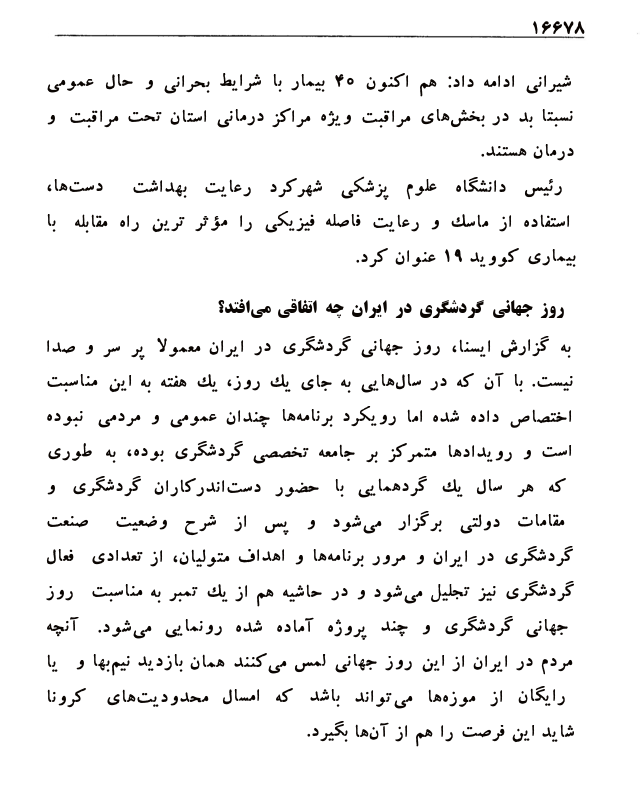 ۱۶۶۷۸
شیرانی ادامه داد: هم اکنون ۴۰ بیمار با شرایط بحرانی و حال عمومی
نسبتا بد در بخش‌های مراقبت ویژه مراکز درمانی استان تحت مراقبت و
درمان هستند.
رئیس دانشگاه علوم پزشکی شهرکرد رعایت بهداشت دست‌ها،
استفاده از ماسك و رعایت فاصله فیزیکی را مؤثر ترین راه مقابله با
بیماری کووید ۱۹ عنوان کرد.
روز جهانی گردشگری در ایران چه اتفاقی می‌افتد؟
به گزارش ایسنا، روز جهانی گردشگری در ایران معمولا پر سر و صدا
نیست. با آن که در سال‌هایی به جای یك روز، یك هفته به این مناسبت
اختصاص داده شده اما رویکرد برنامه‌ها چندان عمومی و مردمی نبوده
است و رویدادها متمرکز بر جامعه تخصصی گردشگری بوده، به طوری
که هر سال یك گردهمایی با حضور دست‌اندرکاران گردشگری و
مقامات دولتی برگزار می‌شود و پس از شرح وضعیت صنعت
گردشگری در ایران و مرور برنامه‌ها و اهداف متولیان، از تعدادی فعال
گردشگری نیز تجلیل می‌شود و در حاشیه هم از یك تمبر به مناسبت روز
جهانی گردشگری و چند پروژه آماده شده رونمایی می‌شود. آنچه
مردم در ایران از این روز جهانی لمس می‌کنند همان بازدید نیم‌بها و یا
رایگان از موزه‌ها می‌تواند باشد که امسال محدودیت‌های کرونا
شاید این فرصت را هم از آن‌ها بگیرد.